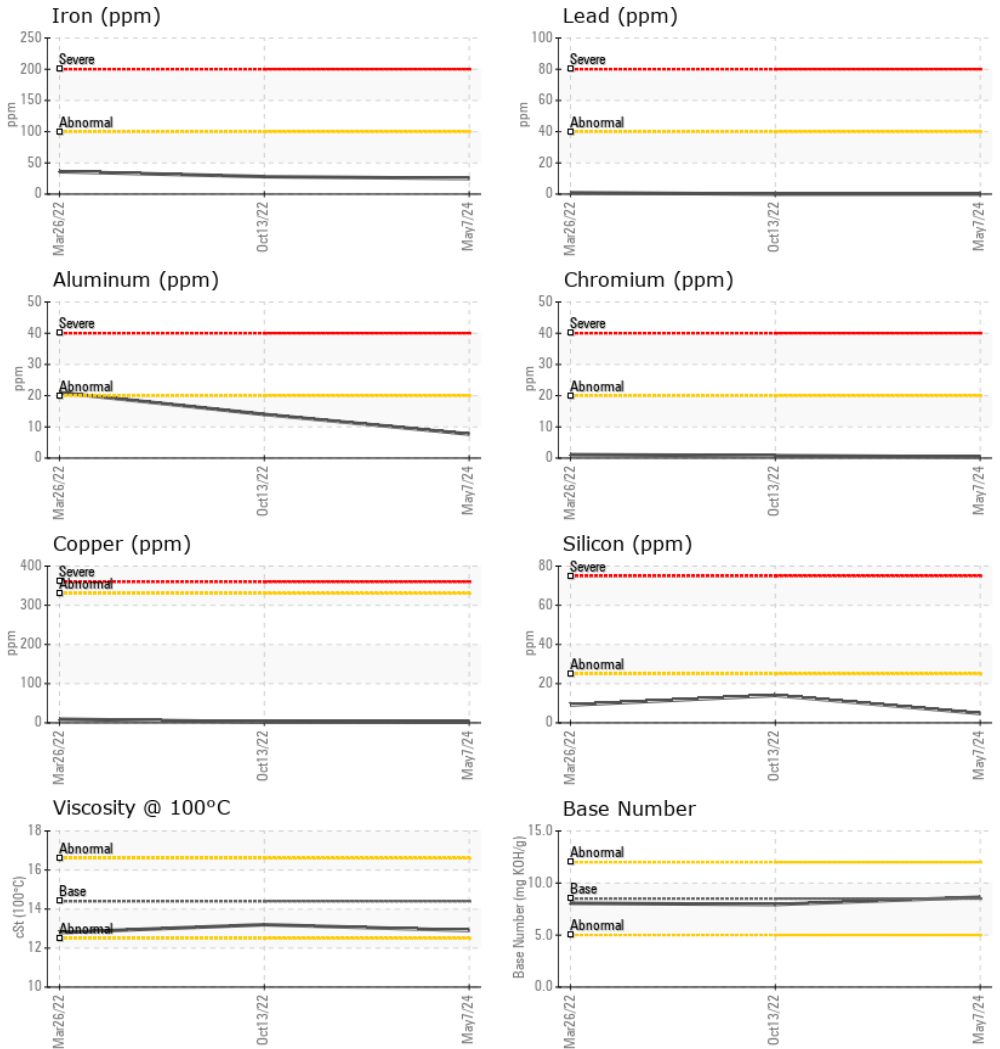 Iron (ppm)
250
200
150
100
50
0
ppm
Severe
Abnormal
Mar26/22
Oct13/22
May7/24
Lead (ppm)
100
80
60
40
20
0
ppm
Severe
Abnormal
Mar26/22
Oct13/22
May7/24
Aluminum (ppm)
50
40
30
20
10
0
ppm
Severe
Abnormal
Mar26/22
Oct13/22
May7/24
Chromium (ppm)
50
40
30
20
10
0
ppm
Severe
Abnormal
Mar26/22
Oct13/22
May7/24
Copper (ppm)
400
300
200
100
0
ppm
Severe
Abnormal
Mar26/22
Oct13/22
May7/24
Silicon (ppm)
80
60
40
20
0
ppm
Severe
Abnormal
Mar26/22
Oct13/22
May7/24
Viscosity @ 100°C
18
16
14
12
10
cSt (100°C)
Abnormal
Base
Abnormal
Mar26/22
Oct13/22
May7/24
Base Number
15.0
10.0
5.0
0.0
Base Number (mg KOH/g)
Abnormal
Base
Abnormal
Mar26/22
Oct13/22
May7/24